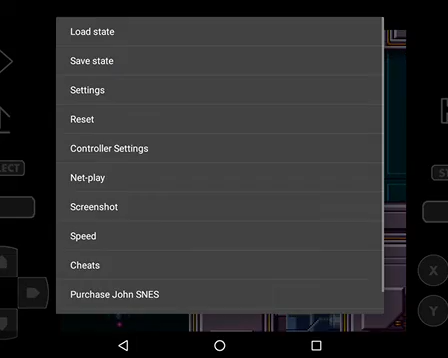 Load state
Save state
Settings
Reset
Controller Settings
Net-play
Screenshot
Speed
Cheats
Purchase John SNES
X
Y